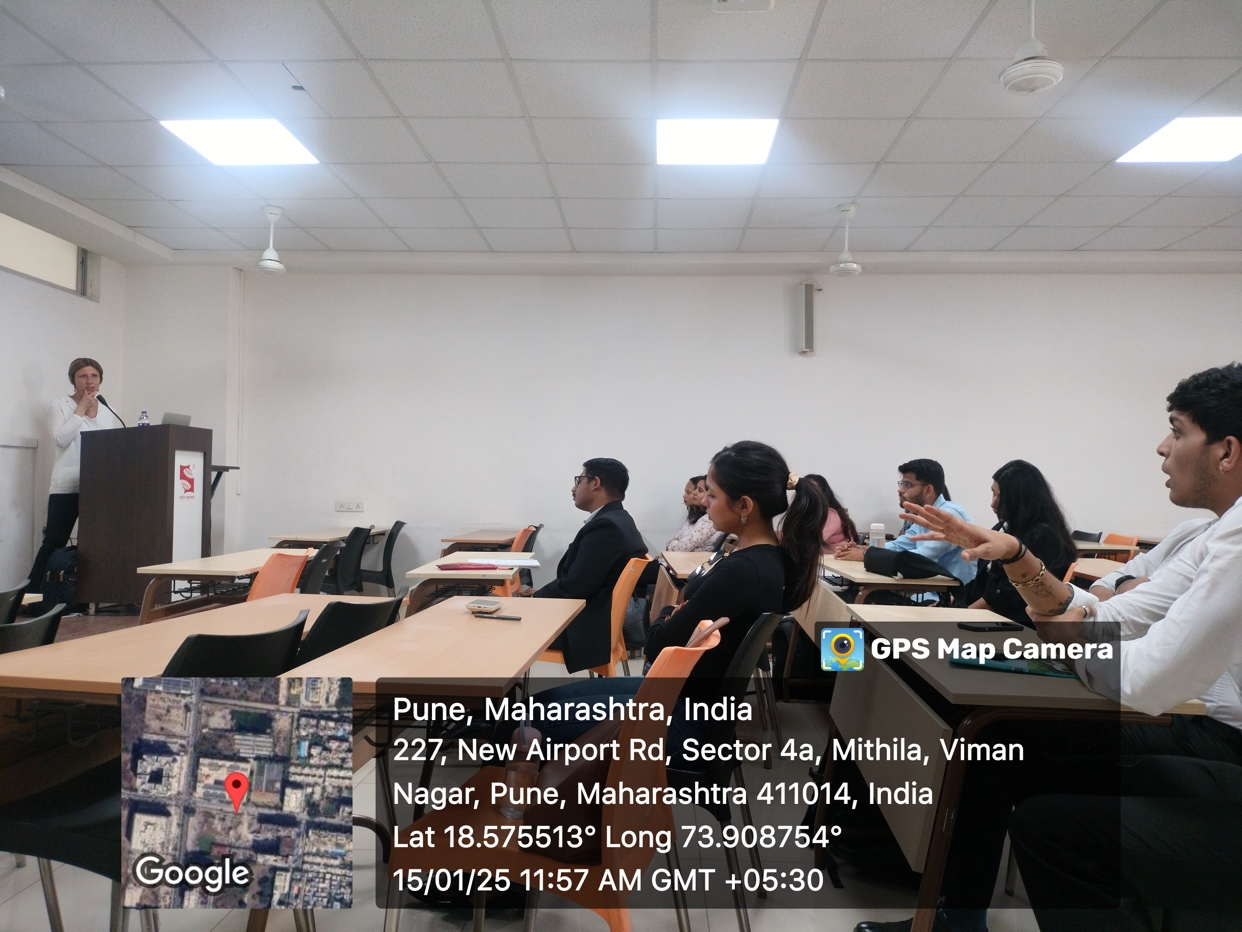 GPS Map Camera
Pune, Maharashtra, India
227, New Airport Rd, Sector 4a, Mithila, Viman
Nagar, Pune, Maharashtra 411014, India
Lat 18.575513° Long 73.908754°
15/01/25 11:57 AM GMT +05:30
Google